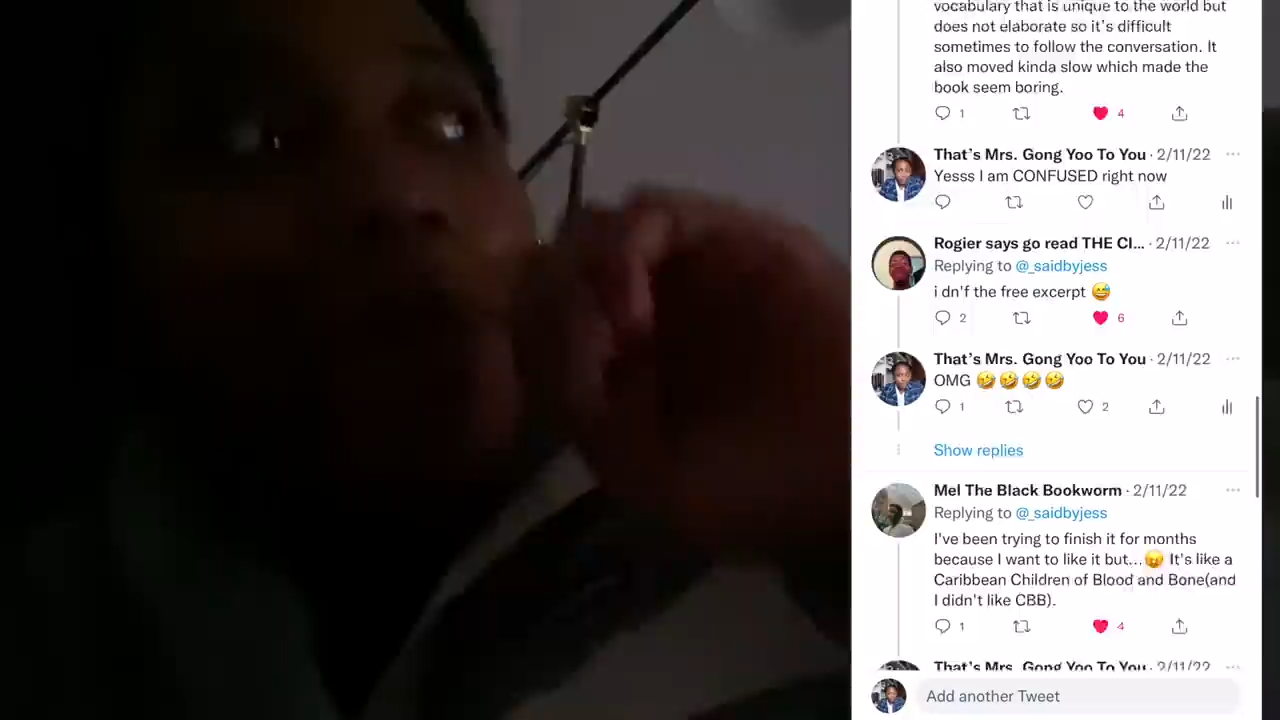 vocabulary that is unique to the world but
does not elaborate so it's difficult
sometimes to follow the conversation. It
also moved kinda slow which made the
book seem boring.
1 4
That's Mrs. Gong Yoo To You · 2/11/22 ···
Yesss I am CONFUSED right now
Rogier says go read THE CI... · 2/11/22 ···
Replying to @_saidbyjess
i dn'f the free excerpt 😅
2 6
That's Mrs. Gong Yoo To You · 2/11/22 ···
OMG 🤣🤣🤣🤣
1 2
Show replies
Mel The Black Bookworm · 2/11/22 ···
Replying to @_saidbyjess
I've been trying to finish it for months
because I want to like it but... It's like a
Caribbean Children of Blood and Bone(and
I didn't like CBB).
1 4
That's Mrs. Gong Yoo To You · 2/11/22 ···
Add another Tweet